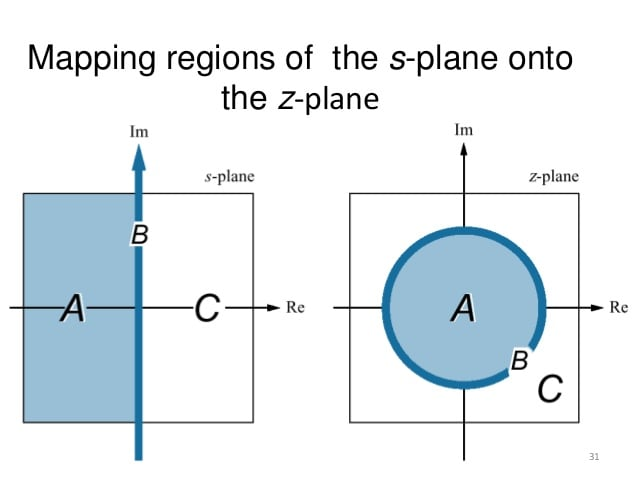 Mapping regions of the s-plane onto
the z-plane
Im
s-plane
B
A
C
Re
Im
z-plane
A
Re
B
C
31